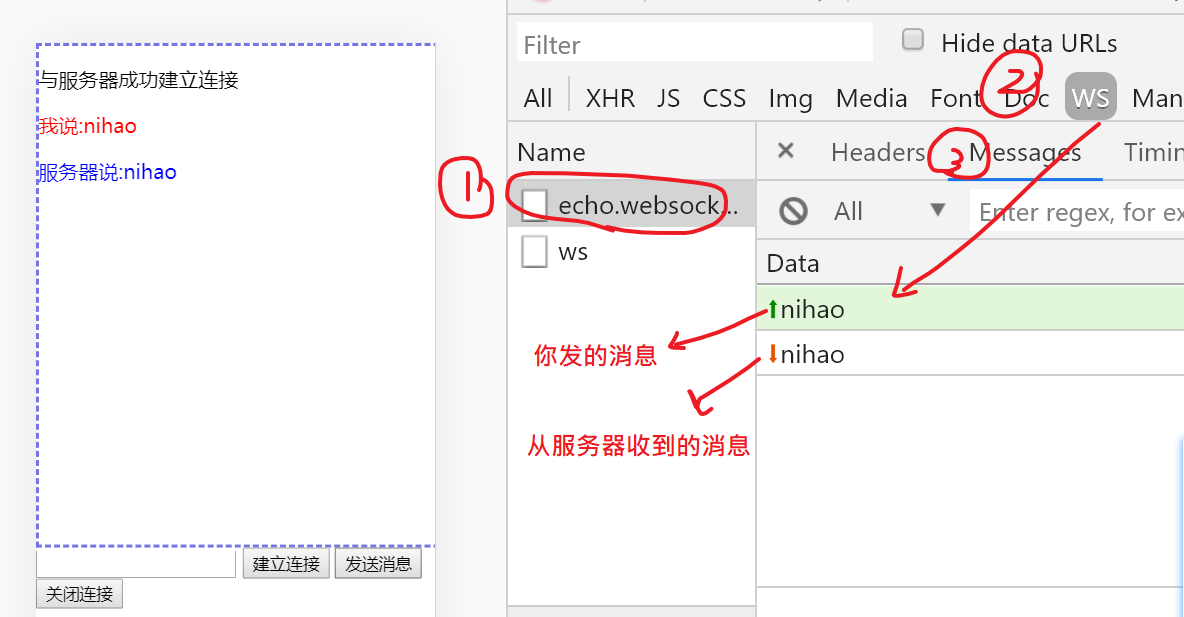 与服务器成功建立连接
我说:nihao
服务器说:nihao
建立连接
发送消息
关闭连接
Filter
Hide data URLs
All XHR JS CSS Img Media Font Doc WS Man
Name
echo.websock...
ws
Headers Messages Timin
All ▼ Enter regex, for ex
Data
nihao
nihao
你发的消息
从服务器收到的消息
1
2
3